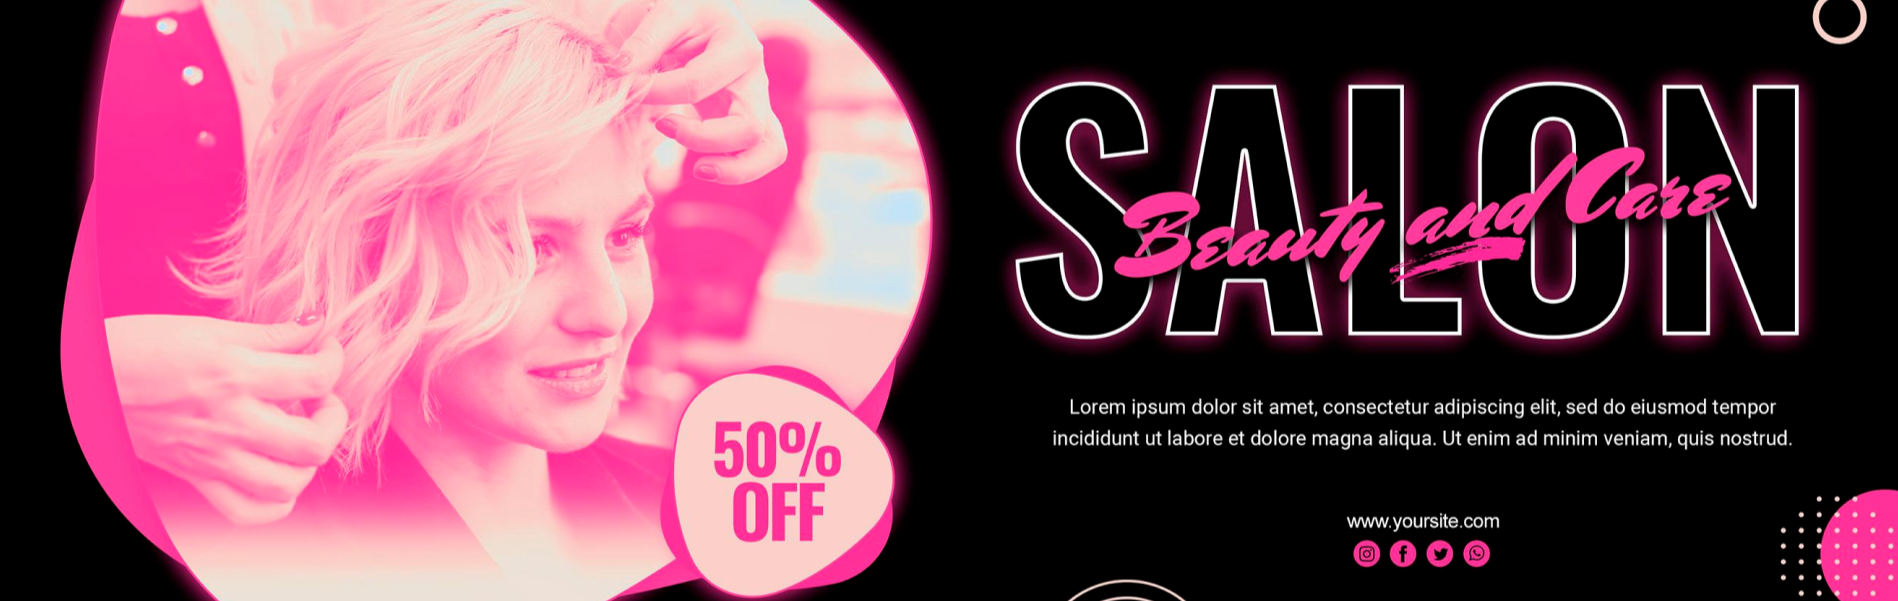 SALON
Beauty and Care
Lorem ipsum dolor sit amet, consectetur adipiscing elit, sed do eiusmod tempor
incididunt ut labore et dolore magna aliqua. Ut enim ad minim veniam, quis nostrud.
50%
OFF
www.yoursite.com